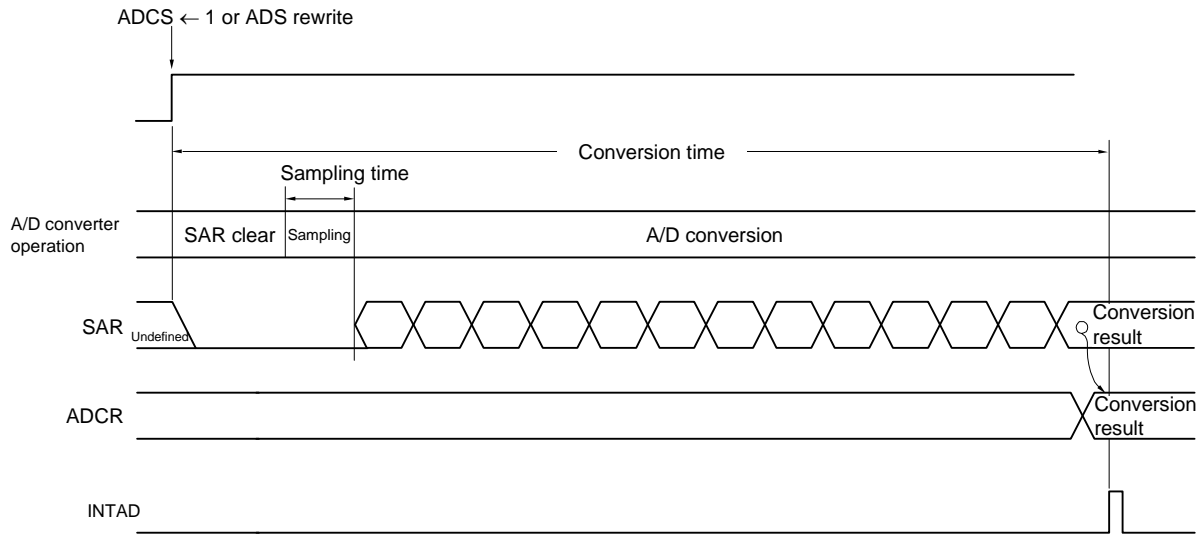 ADCS ← 1 or ADS rewrite
Conversion time
Sampling time
A/D converter
operation
SAR clear
Sampling
A/D conversion
SAR
Undefined
Conversion
result
ADCR
Conversion
result
INTAD